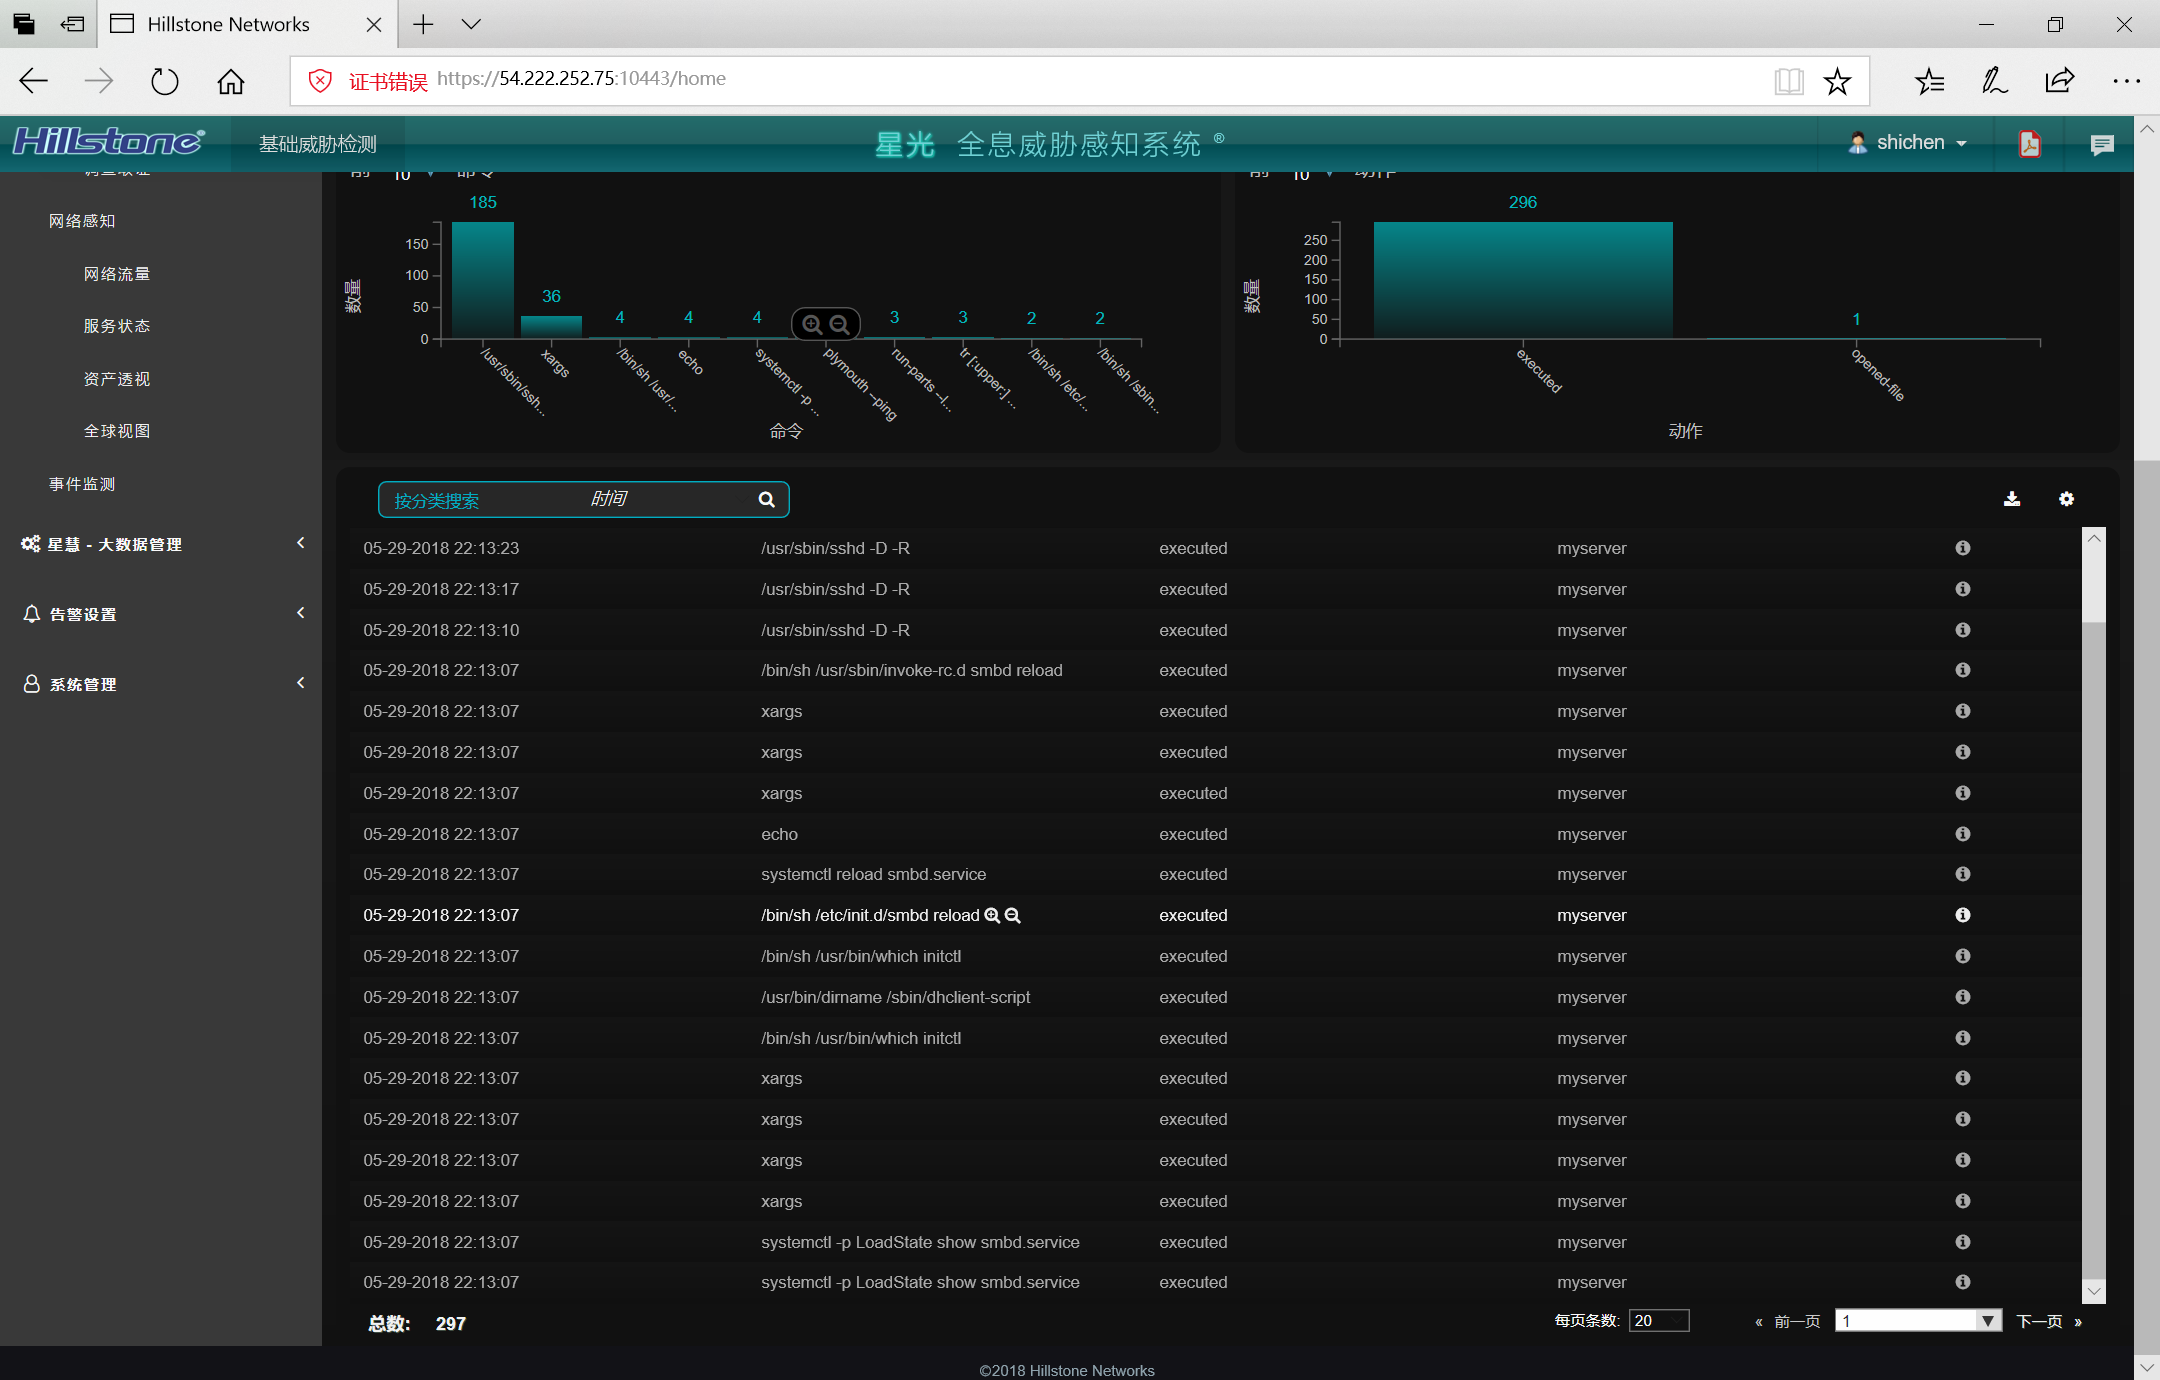 Hillstone Networks
证书错误 https://54.222.252.75:10443/home
Hillstone®
基础威胁检测
星光 全息威胁感知系统 ®
shichen
调查取证
网络感知
网络流量
服务状态
资产透视
全球视图
事件监测
星慧 - 大数据管理
告警设置
系统管理
前 10 命令
185
36
4
4
4
3
3
2
2
150
100
50
0
数量
/usr/sbin/ssh...
xargs
/bin/sh /usr/...
echo
systemctl -p ...
plymouth --ping
run-parts --l...
tr [:upper:] ...
/bin/sh /etc/...
/bin/sh /sbin...
命令
前 10 动作
296
1
250
200
150
100
50
0
数量
executed
opened-file
动作
按分类搜索 时间
05-29-2018 22:13:23 /usr/sbin/sshd -D -R executed myserver
05-29-2018 22:13:17 /usr/sbin/sshd -D -R executed myserver
05-29-2018 22:13:10 /usr/sbin/sshd -D -R executed myserver
05-29-2018 22:13:07 /bin/sh /usr/sbin/invoke-rc.d smbd reload executed myserver
05-29-2018 22:13:07 xargs executed myserver
05-29-2018 22:13:07 xargs executed myserver
05-29-2018 22:13:07 xargs executed myserver
05-29-2018 22:13:07 echo executed myserver
05-29-2018 22:13:07 systemctl reload smbd.service executed myserver
05-29-2018 22:13:07 /bin/sh /etc/init.d/smbd reload executed myserver
05-29-2018 22:13:07 /bin/sh /usr/bin/which initctl executed myserver
05-29-2018 22:13:07 /usr/bin/dirname /sbin/dhclient-script executed myserver
05-29-2018 22:13:07 /bin/sh /usr/bin/which initctl executed myserver
05-29-2018 22:13:07 xargs executed myserver
05-29-2018 22:13:07 xargs executed myserver
05-29-2018 22:13:07 xargs executed myserver
05-29-2018 22:13:07 xargs executed myserver
05-29-2018 22:13:07 systemctl -p LoadState show smbd.service executed myserver
05-29-2018 22:13:07 systemctl -p LoadState show smbd.service executed myserver
总数: 297
每页条数: 20 « 前一页 1 下一页 »
©2018 Hillstone Networks